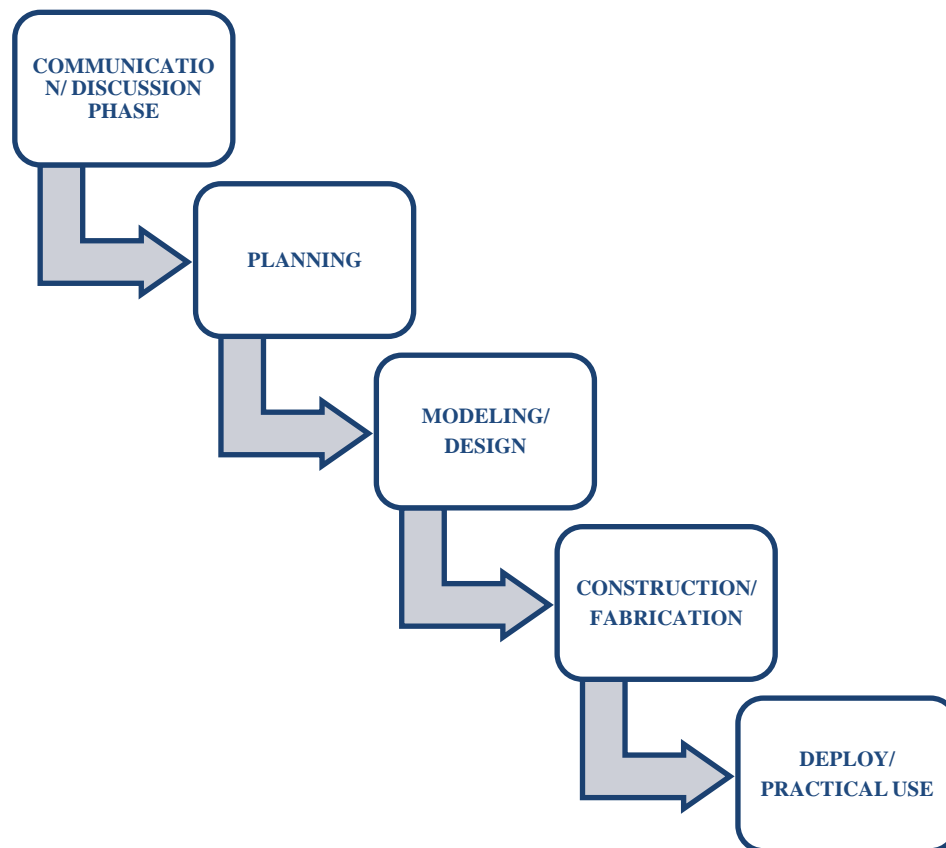 COMMUNICATIO
N/ DISCUSSION
PHASE
PLANNING
MODELING/
DESIGN
CONSTRUCTION/
FABRICATION
DEPLOY/
PRACTICAL USE